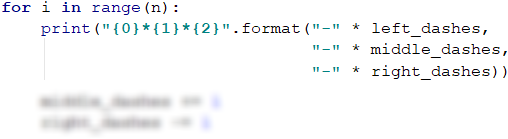 for i in range(n):
print("{0}*{1}*{2}".format("-" * left_dashes,
"-" * middle_dashes,
"-" * right_dashes))